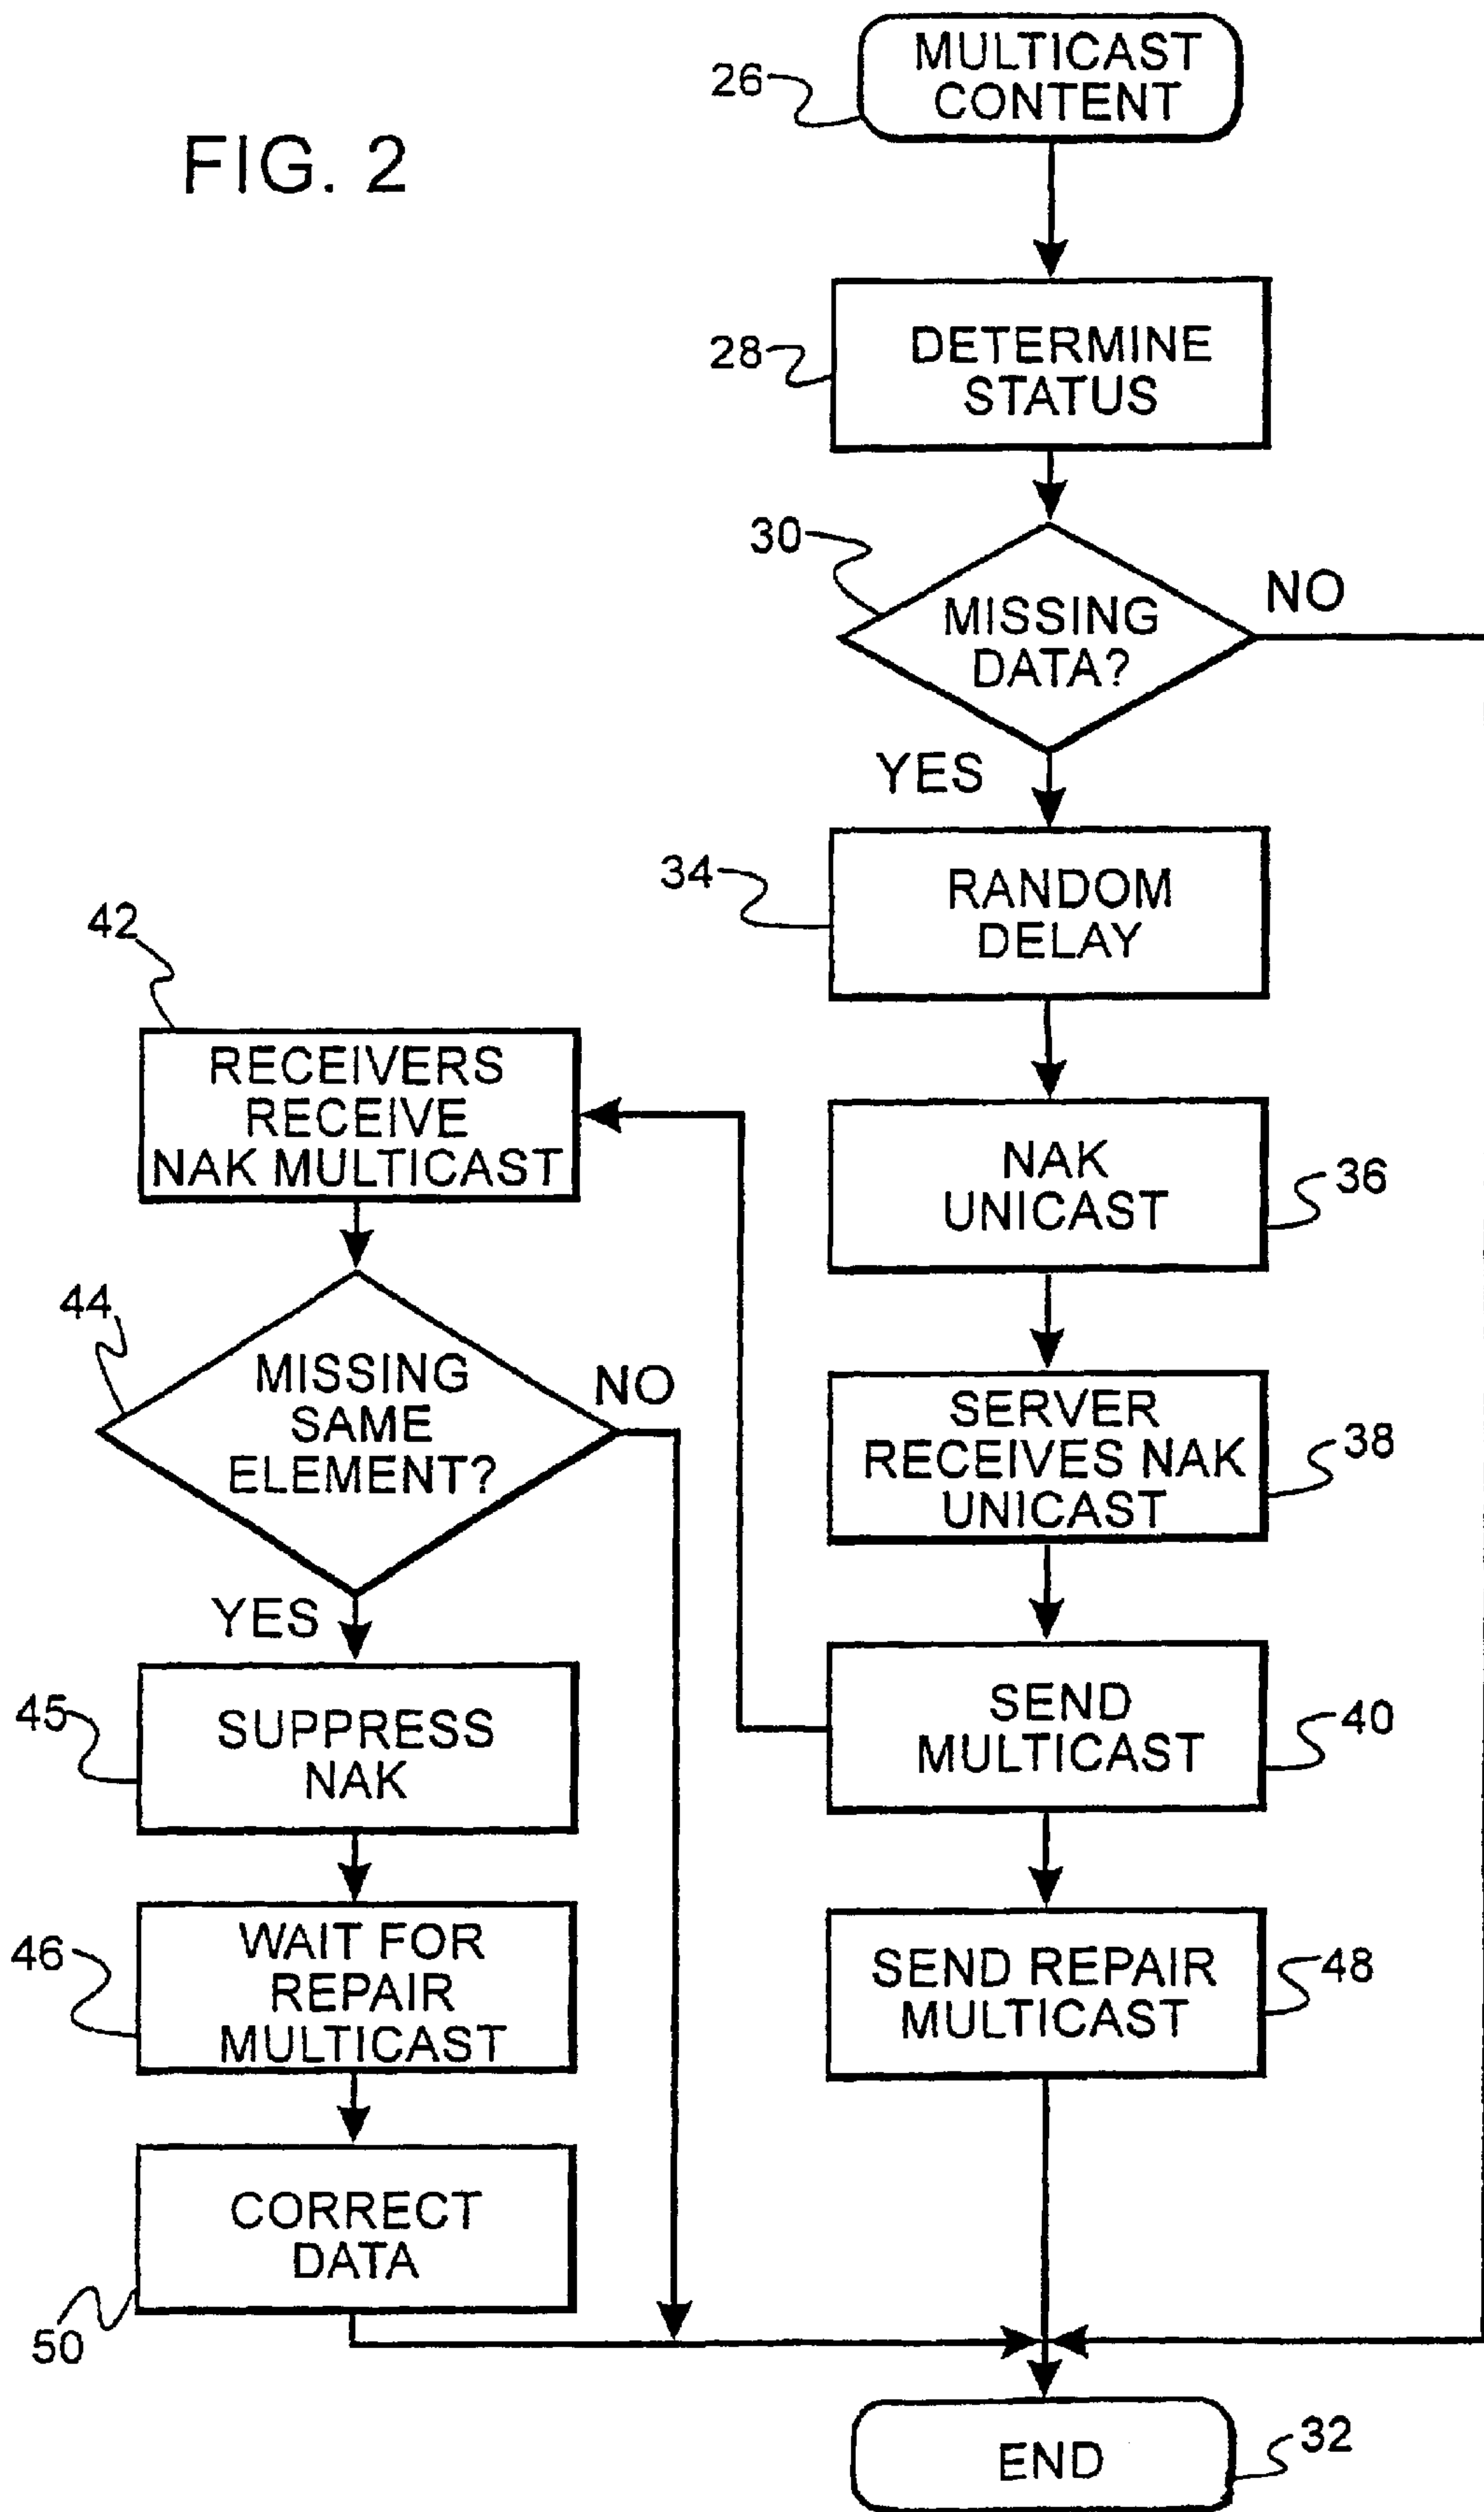 FIG. 2
26
MULTICAST
CONTENT
28
DETERMINE
STATUS
30
MISSING
DATA?
NO
YES
34
RANDOM
DELAY
36
NAK
UNICAST
38
SERVER
RECEIVES NAK
UNICAST
40
SEND
MULTICAST
48
SEND REPAIR
MULTICAST
42
RECEIVERS
RECEIVE
NAK MULTICAST
44
MISSING
SAME
ELEMENT?
NO
YES
45
SUPPRESS
NAK
46
WAIT FOR
REPAIR
MULTICAST
50
CORRECT
DATA
32
END